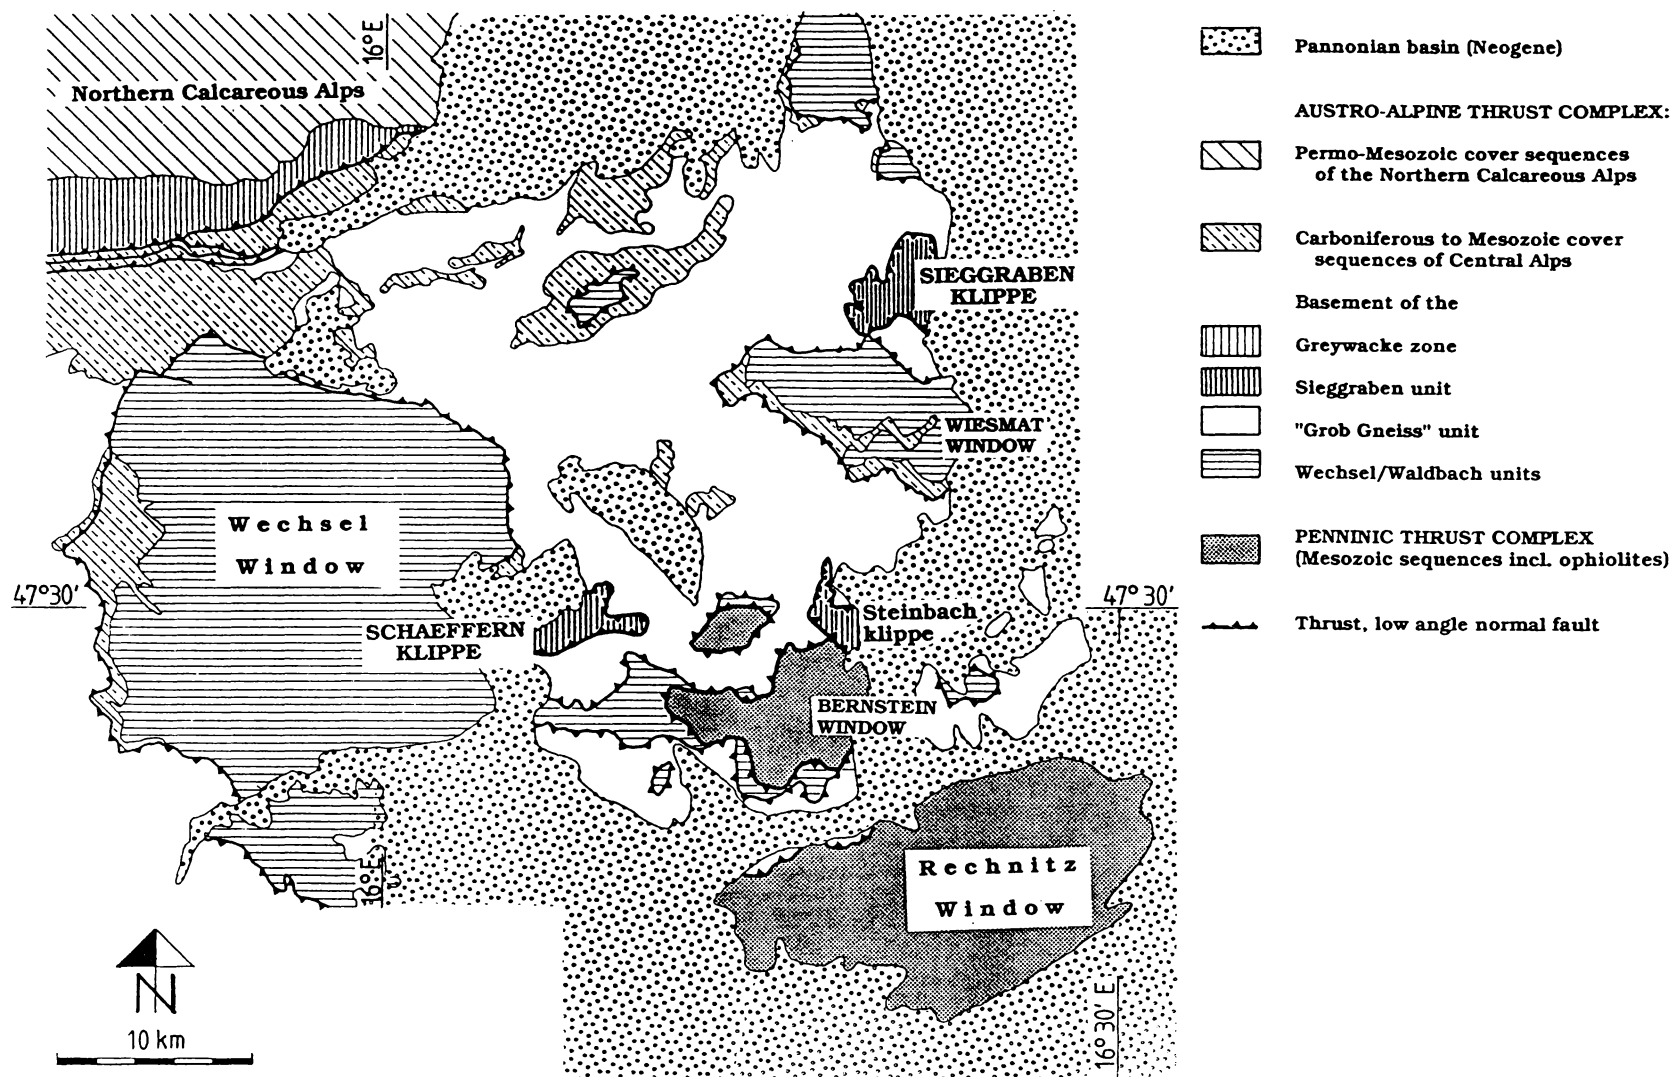 16°E
Northern Calcareous Alps
SIEGGRABEN
KLIPPE
WIESMAT
WINDOW
Wechsel
Window
47°30'
47°30'
SCHAEFFERN
KLIPPE
Steinbach
klippe
BERNSTEIN
WINDOW
Rechnitz
Window
16°E
16°30' E
N
10 km
Pannonian basin (Neogene)
AUSTRO-ALPINE THRUST COMPLEX:
Permo-Mesozoic cover sequences
of the Northern Calcareous Alps
Carboniferous to Mesozoic cover
sequences of Central Alps
Basement of the
Greywacke zone
Sieggraben unit
"Grob Gneiss" unit
Wechsel/Waldbach units
PENNINIC THRUST COMPLEX
(Mesozoic sequences incl. ophiolites)
Thrust, low angle normal fault